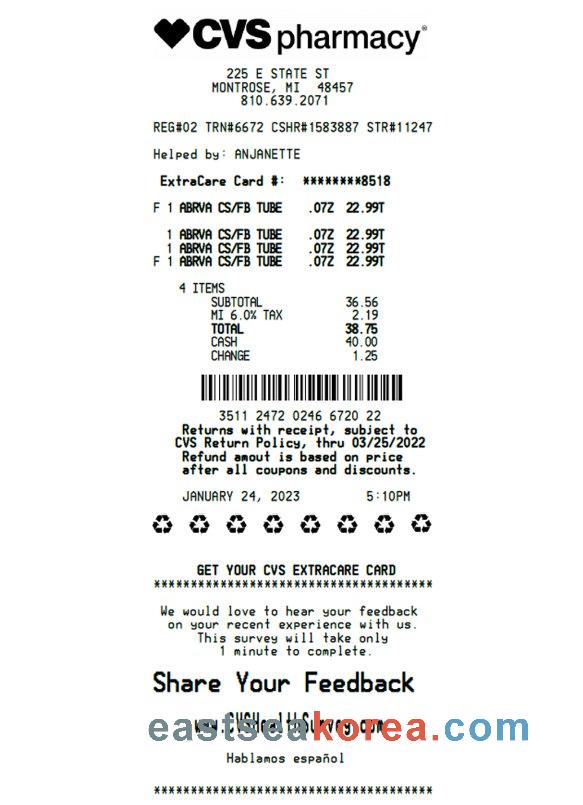 CVS pharmacy®
225 E STATE ST
MONTROSE, MI 48457
810.639.2071
REG#02 TRN#6672 CSHR#1583887 STR#11247
Helped by: ANJANETTE
ExtraCare Card #: ********8518
F 1 ABRVA CS/FB TUBE .07Z 22.99T
1 ABRVA CS/FB TUBE .07Z 22.99T
1 ABRVA CS/FB TUBE .07Z 22.99T
F 1 ABRVA CS/FB TUBE .07Z 22.99T
4 ITEMS
SUBTOTAL 36.56
MI 6.0% TAX 2.19
TOTAL 38.75
CASH 40.00
CHANGE 1.25
3511 2472 0246 6720 22
Returns with receipt, subject to
CVS Return Policy, thru 03/25/2022
Refund amout is based on price
after all coupons and discounts.
JANUARY 24, 2023 5:10PM
GET YOUR CVS EXTRACARE CARD
**************************************
We would love to hear your feedback
on your recent experience with us.
This survey will take only
1 minute to complete.
Share Your Feedback
www.CVSHealthSurvey.com
eastseakorea.com
Hablamos español
**************************************